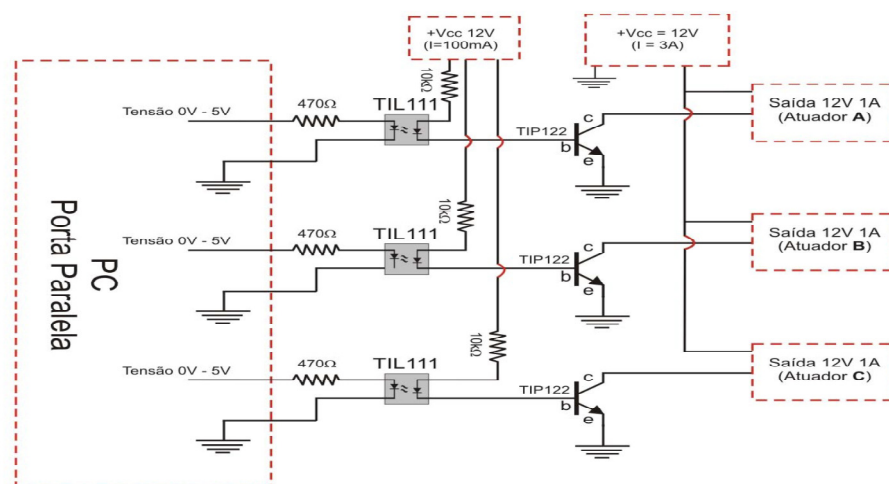 +Vcc 12V
(I=100mA)
+Vcc = 12V
(I = 3A)
10kΩ
Tensão 0V - 5V
470Ω
TIL111
TIP122
c
b
e
Saída 12V 1A
(Atuador A)
PC
Porta Paralela
10kΩ
Tensão 0V - 5V
470Ω
TIL111
TIP122
c
b
e
Saída 12V 1A
(Atuador B)
10kΩ
Tensão 0V - 5V
470Ω
TIL111
TIP122
c
b
e
Saída 12V 1A
(Atuador C)